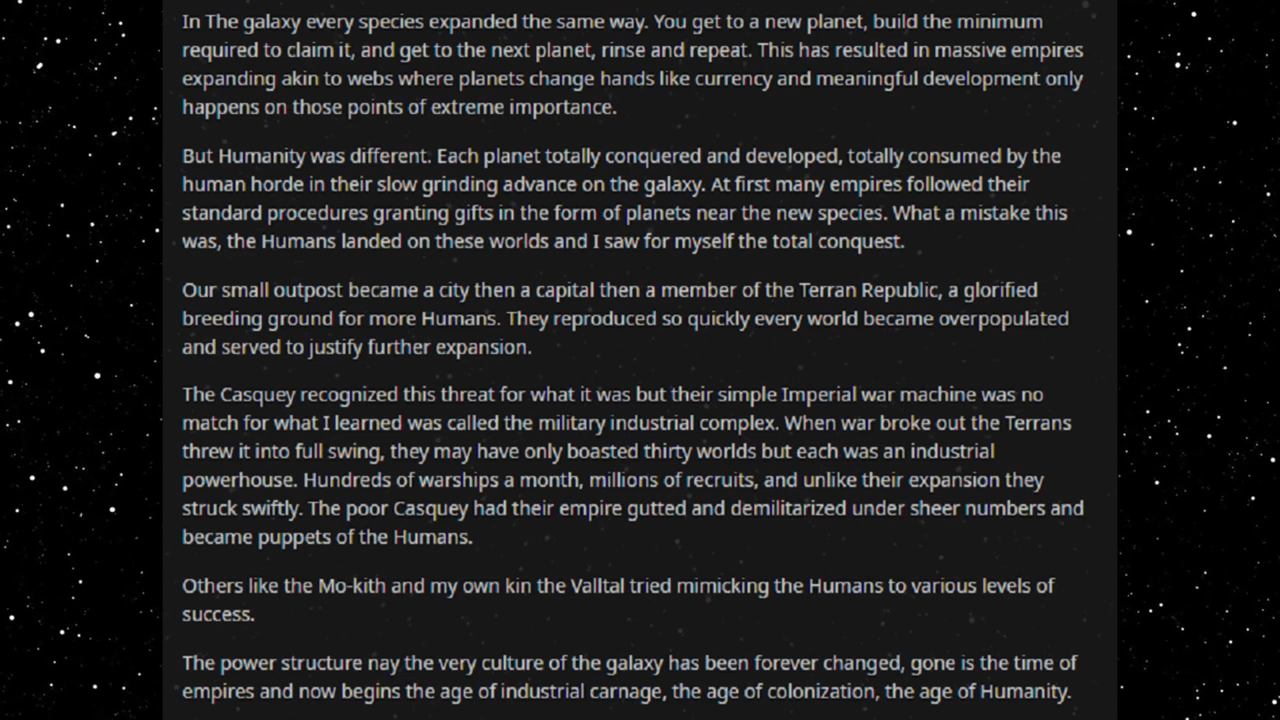 In The galaxy every species expanded the same way. You get to a new planet, build the minimum
required to claim it, and get to the next planet, rinse and repeat. This has resulted in massive empires
expanding akin to webs where planets change hands like currency and meaningful development only
happens on those points of extreme importance.
But Humanity was different. Each planet totally conquered and developed, totally consumed by the
human horde in their slow grinding advance on the galaxy. At first many empires followed their
standard procedures granting gifts in the form of planets near the new species. What a mistake this
was, the Humans landed on these worlds and I saw for myself the total conquest.
Our small outpost became a city then a capital then a member of the Terran Republic, a glorified
breeding ground for more Humans. They reproduced so quickly every world became overpopulated
and served to justify further expansion.
The Casquey recognized this threat for what it was but their simple Imperial war machine was no
match for what I learned was called the military industrial complex. When war broke out the Terrans
threw it into full swing, they may have only boasted thirty worlds but each was an industrial
powerhouse. Hundreds of warships a month, millions of recruits, and unlike their expansion they
struck swiftly. The poor Casquey had their empire gutted and demilitarized under sheer numbers and
became puppets of the Humans.
Others like the Mo-kith and my own kin the Valltal tried mimicking the Humans to various levels of
success.
The power structure nay the very culture of the galaxy has been forever changed, gone is the time of
empires and now begins the age of industrial carnage, the age of colonization, the age of Humanity.